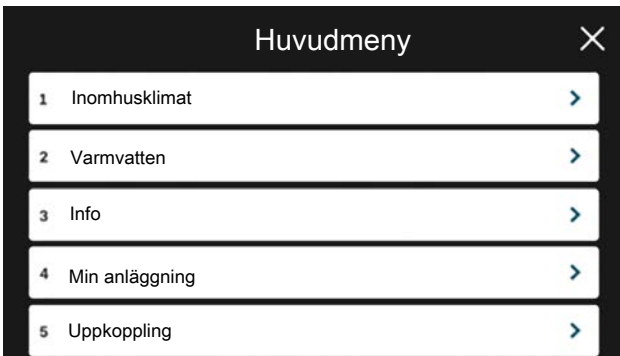 Huvudmeny
1 Inomhusklimat
2 Varmvatten
3 Info
4 Min anläggning
5 Uppkoppling